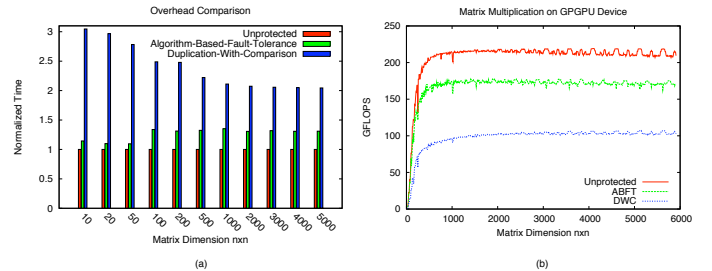 Overhead Comparison
Unprotected
Algorithm-Based-Fault-Tolerance
Duplication-With-Comparison
Normalized Time
3
2.5
2
1.5
1
0.5
0
10
20
50
100
200
500
1000
2000
3000
4000
5000
Matrix Dimension nxn
(a)
Matrix Multiplication on GPGPU Device
GFLOPS
250
200
150
100
50
0
Unprotected
ABFT
DWC
0
1000
2000
3000
4000
5000
6000
Matrix Dimension nxn
(b)